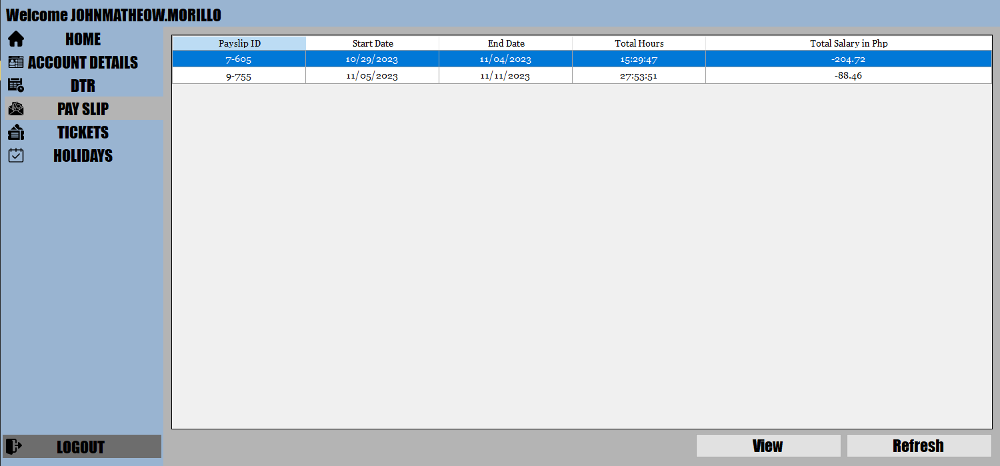 Welcome JOHNMATHEOW.MORILLO
HOME
ACCOUNT DETAILS
DTR
PAY SLIP
TICKETS
HOLIDAYS
LOGOUT
Payslip ID Start Date End Date Total Hours Total Salary in Php
7-605 10/29/2023 11/04/2023 15:29:47 -204.72
9-755 11/05/2023 11/11/2023 27:53:51 -88.46
View Refresh